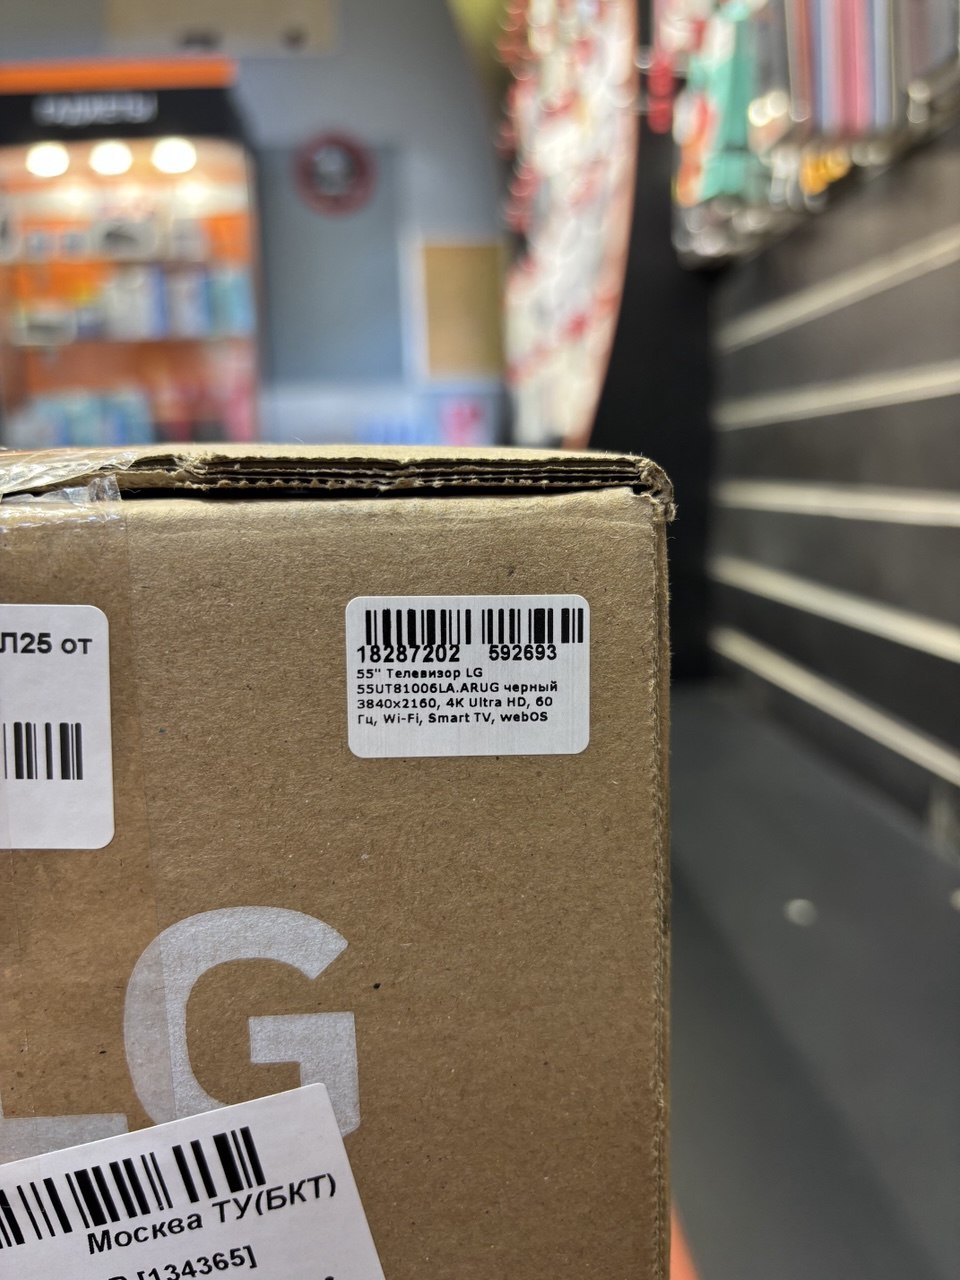 ГАДЖЕТЫ
Л25 от
18287202 592693
55" Телевизор LG
55UT81006LA.ARUG черный
3840x2160, 4K Ultra HD, 60
Гц, Wi-Fi, Smart TV, webOS
LG
Москва ТУ(БКТ)
[134365]